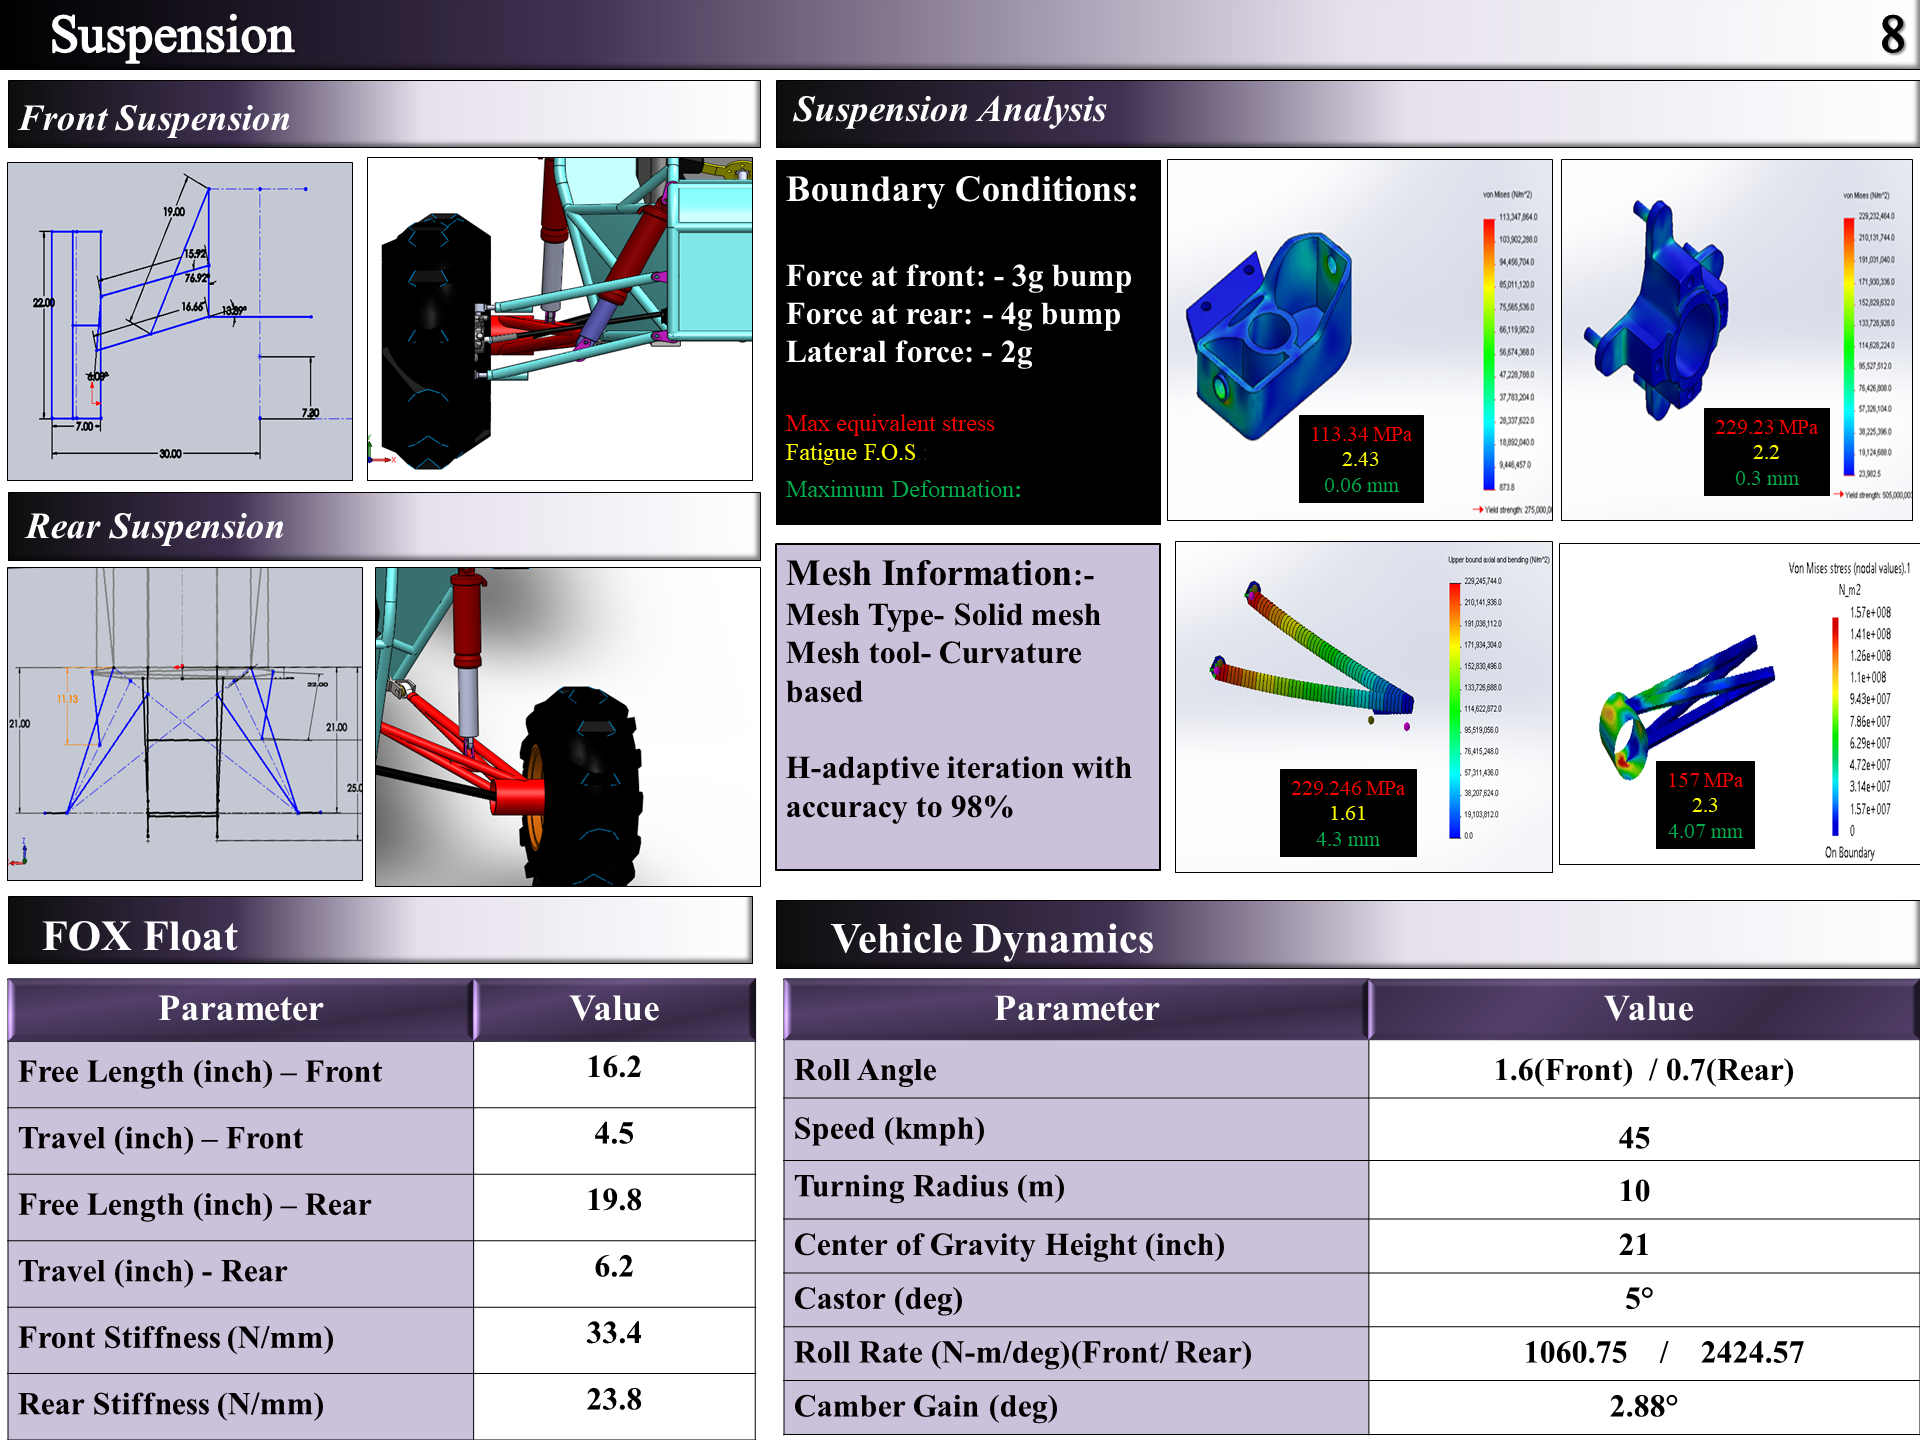 Suspension
8
Front Suspension
19.00
15.92
76.92°
16.66
13.89°
22.00
6.03°
7.00
30.00
7.20
Rear Suspension
11.13
22.00
21.00
21.00
25.0
Suspension Analysis
Boundary Conditions:
Force at front: - 3g bump
Force at rear: - 4g bump
Lateral force: - 2g
Max equivalent stress
Fatigue F.O.S
Maximum Deformation:
von Mises (N/m^2)
113,347,864.0
103,902,288.0
94,456,704.0
85,011,120.0
75,565,536.0
66,119,952.0
56,674,368.0
47,228,788.0
37,783,204.0
28,337,622.0
18,892,040.0
9,446,457.0
873.8
Yield strength: 275,000,0
113.34 MPa
2.43
0.06 mm
von Mises (N/m^2)
229,232,464.0
210,131,744.0
191,031,040.0
171,930,336.0
152,829,632.0
133,728,928.0
114,628,224.0
95,527,512.0
76,426,808.0
57,326,104.0
38,225,396.0
19,124,688.0
23,982.5
Yield strength: 505,000,000
229.23 MPa
2.2
0.3 mm
Mesh Information:-
Mesh Type- Solid mesh
Mesh tool- Curvature
based
H-adaptive iteration with
accuracy to 98%
Upper bound axial and bending (N/m^2)
229,245,744.0
210,141,936.0
191,038,112.0
171,934,304.0
152,830,496.0
133,726,688.0
114,622,872.0
95,519,056.0
76,415,248.0
57,311,436.0
38,207,624.0
19,103,812.0
0.0
229.246 MPa
1.61
4.3 mm
Von Mises stress (nodal values).1
N_m2
1.57e+008
1.41e+008
1.26e+008
1.1e+008
9.43e+007
7.86e+007
6.29e+007
4.72e+007
3.14e+007
1.57e+007
0
On Boundary
157 MPa
2.3
4.07 mm
FOX Float
Parameter Value
Free Length (inch) – Front 16.2
Travel (inch) – Front 4.5
Free Length (inch) – Rear 19.8
Travel (inch) - Rear 6.2
Front Stiffness (N/mm) 33.4
Rear Stiffness (N/mm) 23.8
Vehicle Dynamics
Parameter Value
Roll Angle 1.6(Front) / 0.7(Rear)
Speed (kmph) 45
Turning Radius (m) 10
Center of Gravity Height (inch) 21
Castor (deg) 5°
Roll Rate (N-m/deg)(Front/ Rear) 1060.75 / 2424.57
Camber Gain (deg) 2.88°